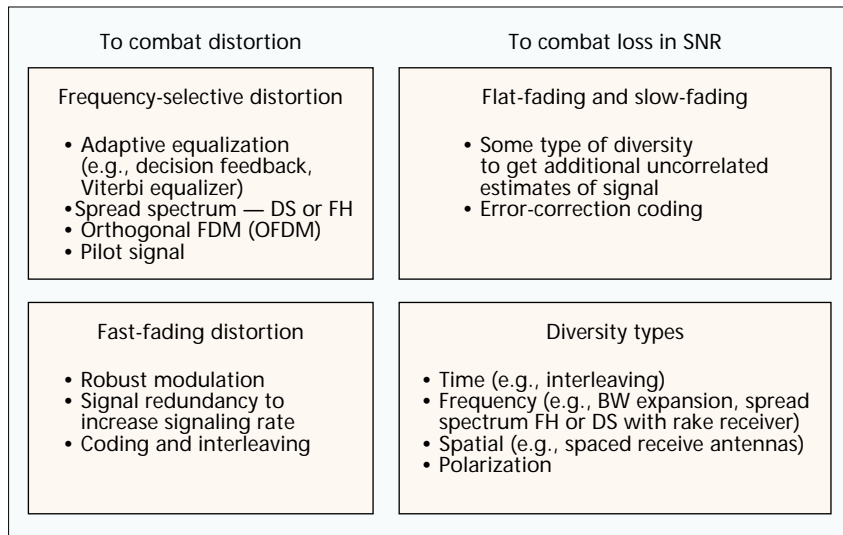 To combat distortion
Frequency-selective distortion
• Adaptive equalization
(e.g., decision feedback,
Viterbi equalizer)
•Spread spectrum — DS or FH
• Orthogonal FDM (OFDM)
• Pilot signal
Fast-fading distortion
• Robust modulation
• Signal redundancy to
increase signaling rate
• Coding and interleaving
To combat loss in SNR
Flat-fading and slow-fading
• Some type of diversity
to get additional uncorrelated
estimates of signal
• Error-correction coding
Diversity types
• Time (e.g., interleaving)
• Frequency (e.g., BW expansion, spread
spectrum FH or DS with rake receiver)
• Spatial (e.g., spaced receive antennas)
• Polarization